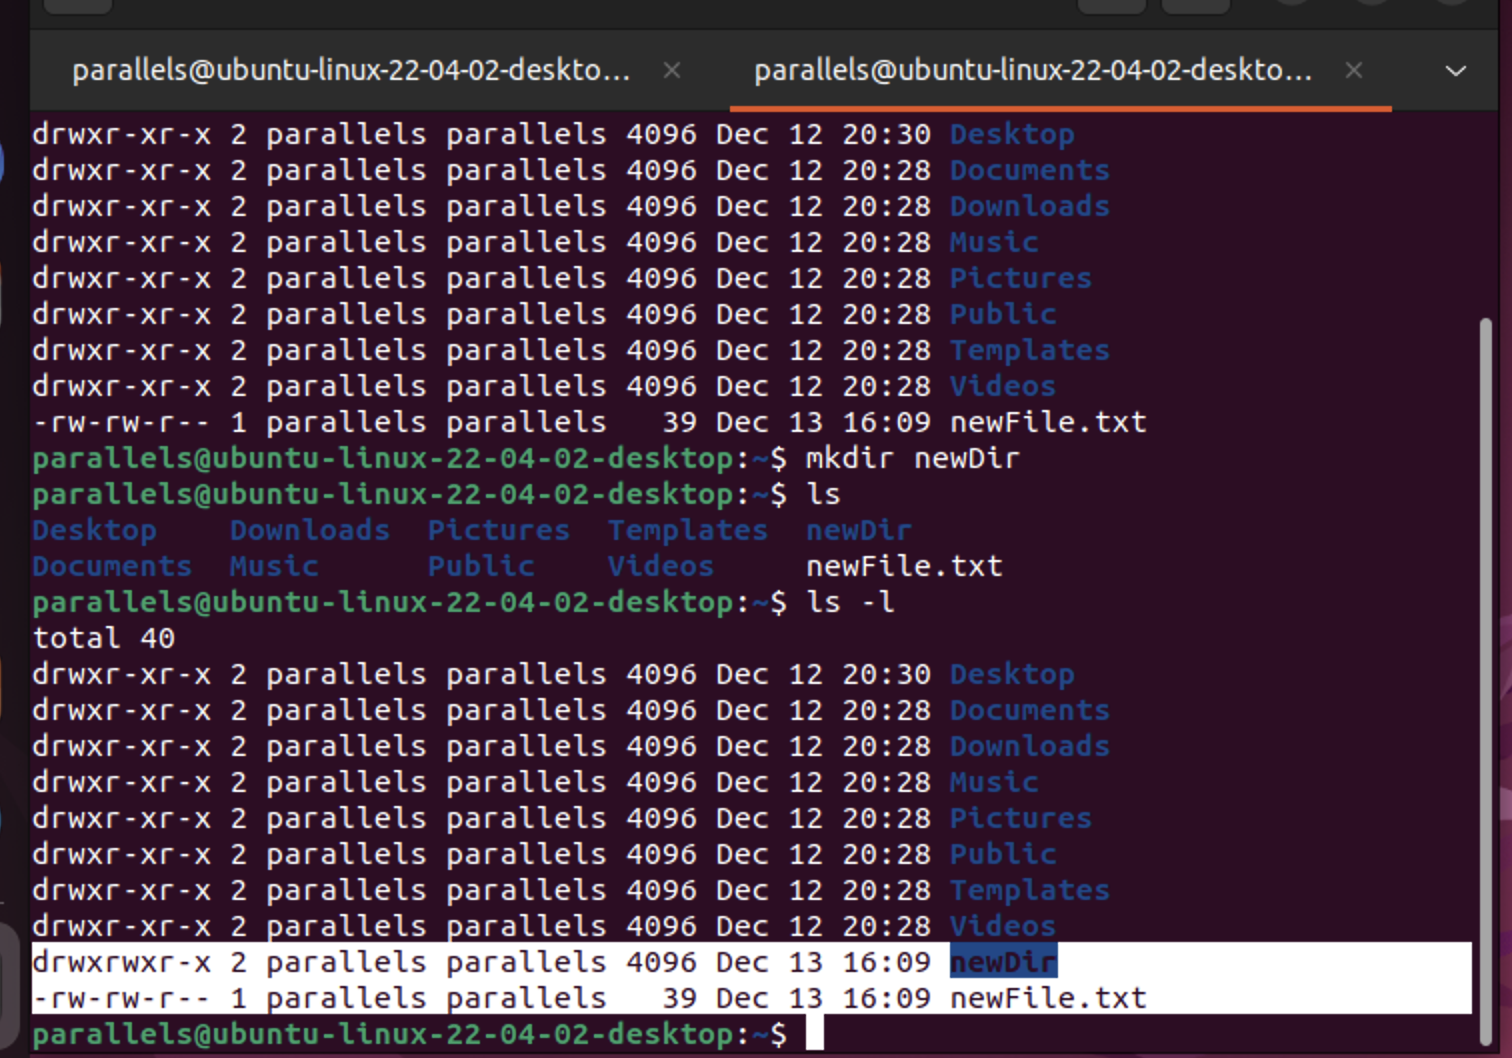 parallels@ubuntu-linux-22-04-02-deskto... parallels@ubuntu-linux-22-04-02-deskto...
drwxr-xr-x 2 parallels parallels 4096 Dec 12 20:30 Desktop
drwxr-xr-x 2 parallels parallels 4096 Dec 12 20:28 Documents
drwxr-xr-x 2 parallels parallels 4096 Dec 12 20:28 Downloads
drwxr-xr-x 2 parallels parallels 4096 Dec 12 20:28 Music
drwxr-xr-x 2 parallels parallels 4096 Dec 12 20:28 Pictures
drwxr-xr-x 2 parallels parallels 4096 Dec 12 20:28 Public
drwxr-xr-x 2 parallels parallels 4096 Dec 12 20:28 Templates
drwxr-xr-x 2 parallels parallels 4096 Dec 12 20:28 Videos
-rw-rw-r-- 1 parallels parallels   39 Dec 13 16:09 newFile.txt
parallels@ubuntu-linux-22-04-02-desktop:~$ mkdir newDir
parallels@ubuntu-linux-22-04-02-desktop:~$ ls
Desktop    Downloads  Pictures  Templates  newDir
Documents  Music      Public    Videos     newFile.txt
parallels@ubuntu-linux-22-04-02-desktop:~$ ls -l
total 40
drwxr-xr-x 2 parallels parallels 4096 Dec 12 20:30 Desktop
drwxr-xr-x 2 parallels parallels 4096 Dec 12 20:28 Documents
drwxr-xr-x 2 parallels parallels 4096 Dec 12 20:28 Downloads
drwxr-xr-x 2 parallels parallels 4096 Dec 12 20:28 Music
drwxr-xr-x 2 parallels parallels 4096 Dec 12 20:28 Pictures
drwxr-xr-x 2 parallels parallels 4096 Dec 12 20:28 Public
drwxr-xr-x 2 parallels parallels 4096 Dec 12 20:28 Templates
drwxr-xr-x 2 parallels parallels 4096 Dec 12 20:28 Videos
drwxrwxr-x 2 parallels parallels 4096 Dec 13 16:09 newDir
-rw-rw-r-- 1 parallels parallels   39 Dec 13 16:09 newFile.txt
parallels@ubuntu-linux-22-04-02-desktop:~$